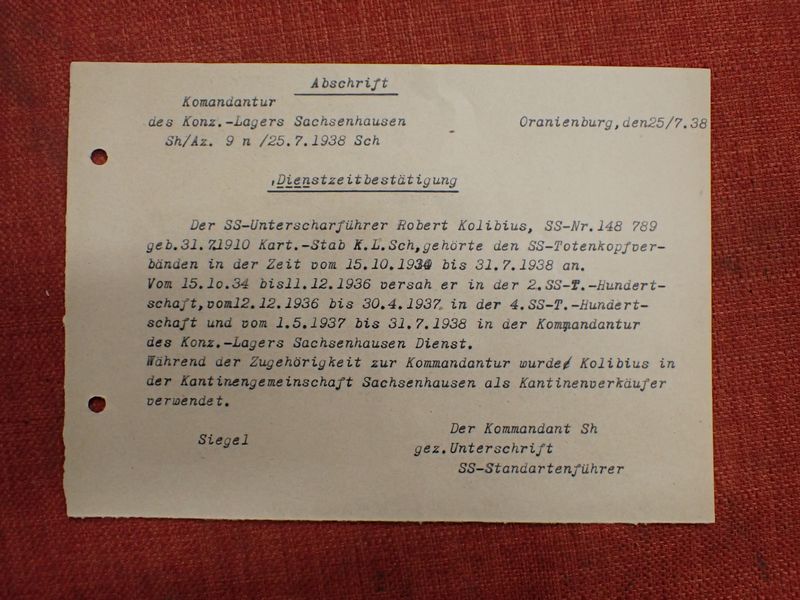 Abschrift
Komandantur
des Konz.-Lagers Sachsenhausen
Oranienburg, den25/7.38
Sh/Az. 9 n /25.7.1938 Sch
Dienstzeitbestätigung
Der SS-Unterscharführer Robert Kolibius, SS-Nr.148 789
geb.31.7.1910 Kart.-Stab K.L.Sch,gehörte den SS-Totenkopfver-
bänden in der Zeit vom 15.10.1934 bis 31.7.1938 an.
Vom 15.1o.34 bis11.12.1936 versah er in der 2.SS-T.-Hundert-
schaft,vom12.12.1936 bis 30.4.1937 in der 4.SS-T.-Hundert-
schaft und vom 1.5.1937 bis 31.7.1938 in der Kommandantur
des Konz.-Lagers Sachsenhausen Dienst.
Während der Zugehörigkeit zur Kommandantur wurde Kolibius in
der Kantinengemeinschaft Sachsenhausen als Kantinenverkäufer
verwendet.
Der Kommandant Sh
Siegel
gez.Unterschrift
SS-Standartenführer